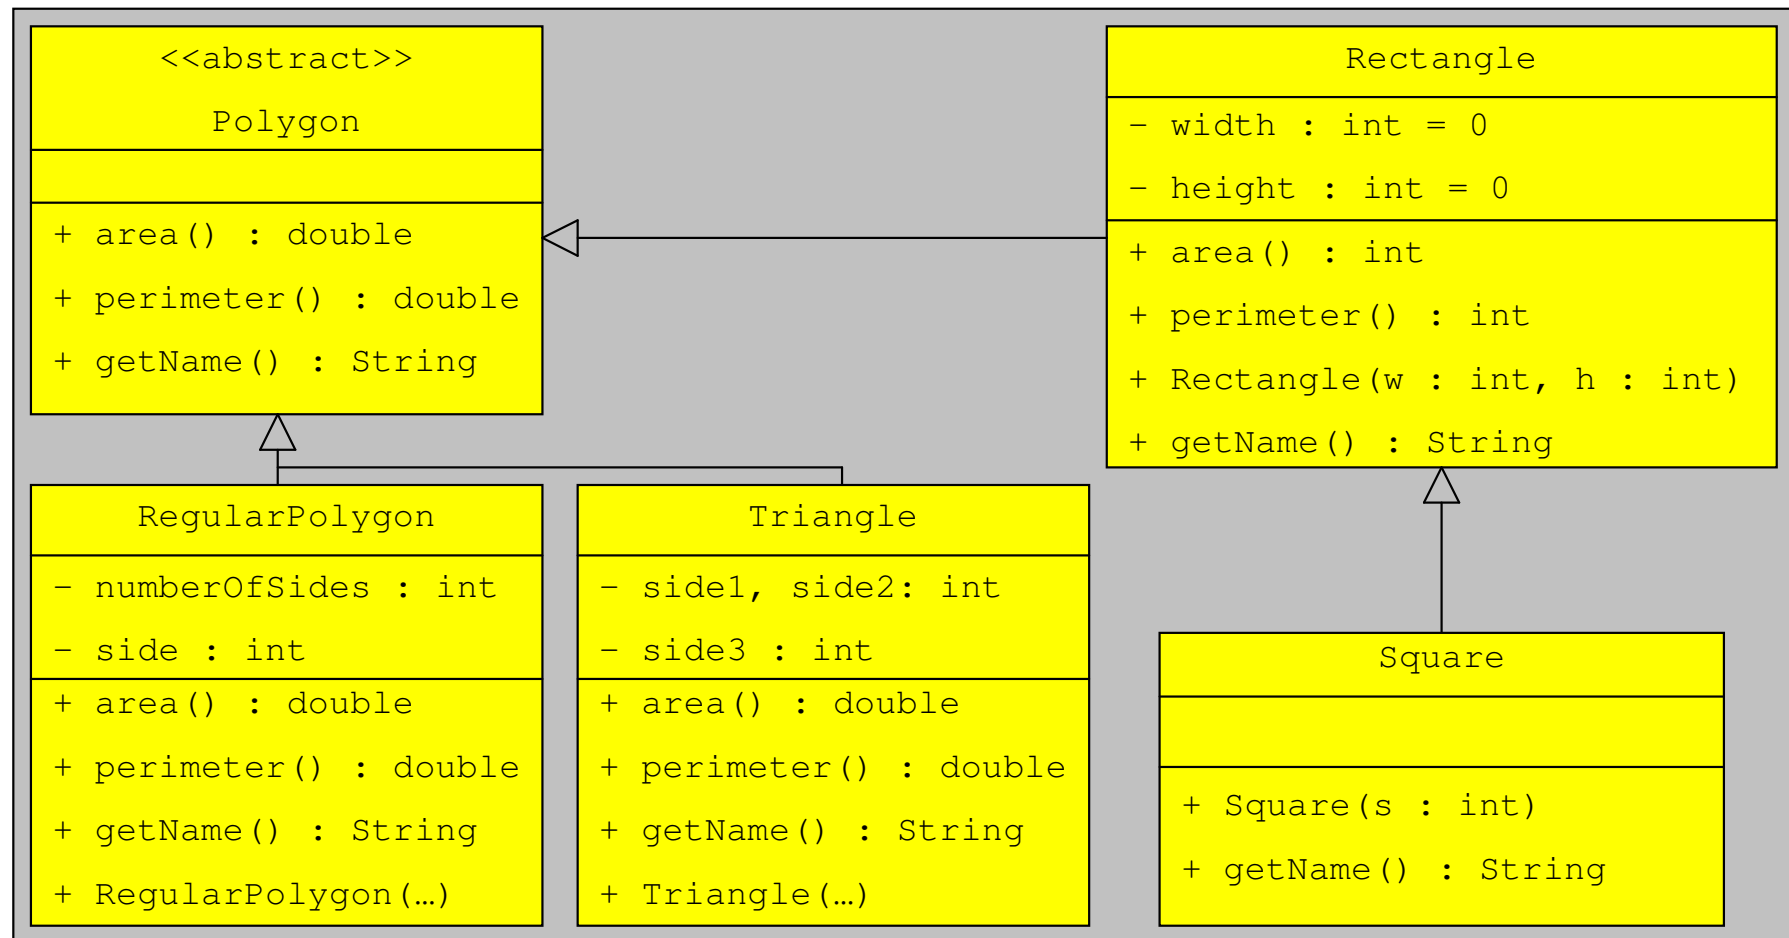 <<abstract>>
Polygon
+ area() : double
+ perimeter() : double
+ getName() : String
Rectangle
- width : int = 0
- height : int = 0
+ area() : int
+ perimeter() : int
+ Rectangle(w : int, h : int)
+ getName() : String
RegularPolygon
- numberOfSides : int
- side : int
+ area() : double
+ perimeter() : double
+ getName() : String
+ RegularPolygon(…)
Triangle
- side1, side2: int
- side3 : int
+ area() : double
+ perimeter() : double
+ getName() : String
+ Triangle(…)
Square
+ Square(s : int)
+ getName() : String